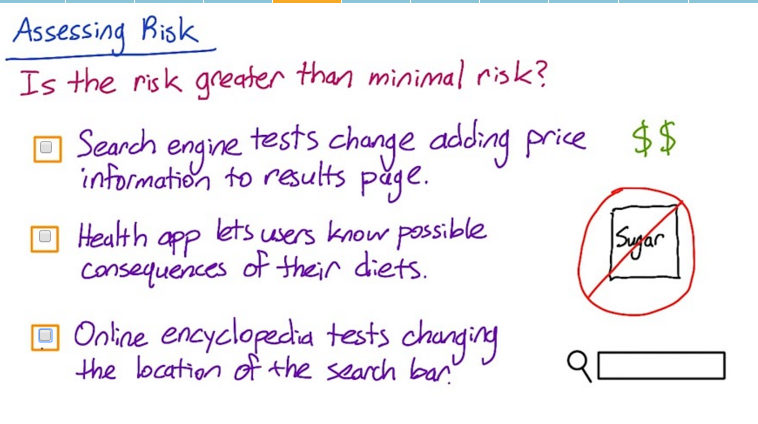 Assessing Risk
Is the risk greater than minimal risk?
Search engine tests change adding price
information to results page.
$$
Health app lets users know possible
consequences of their diets.
Sugar
Online encyclopedia tests changing
the location of the search bar.